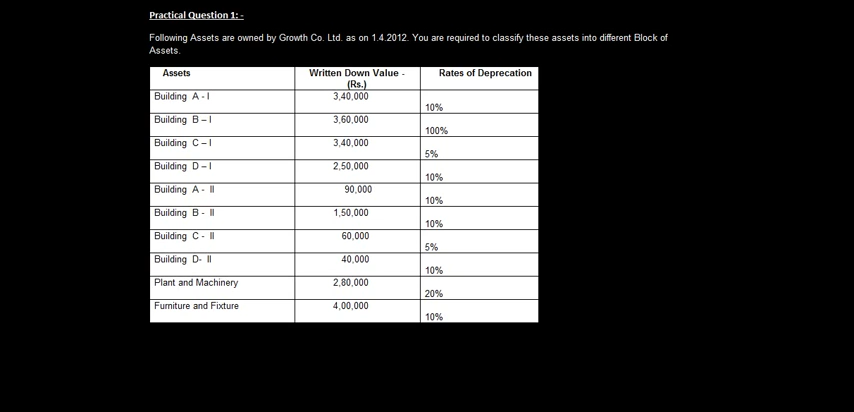 Practical Question 1: -
Following Assets are owned by Growth Co. Ltd. as on 1.4.2012. You are required to classify these assets into different Block of
Assets.
Assets Written Down Value - (Rs.) Rates of Deprecation
Building A - I 3,40,000 10%
Building B – I 3,60,000 100%
Building C – I 3,40,000 5%
Building D – I 2,50,000 10%
Building A - II 90,000 10%
Building B - II 1,50,000 10%
Building C - II 60,000 5%
Building D- II 40,000 10%
Plant and Machinery 2,80,000 20%
Furniture and Fixture 4,00,000 10%